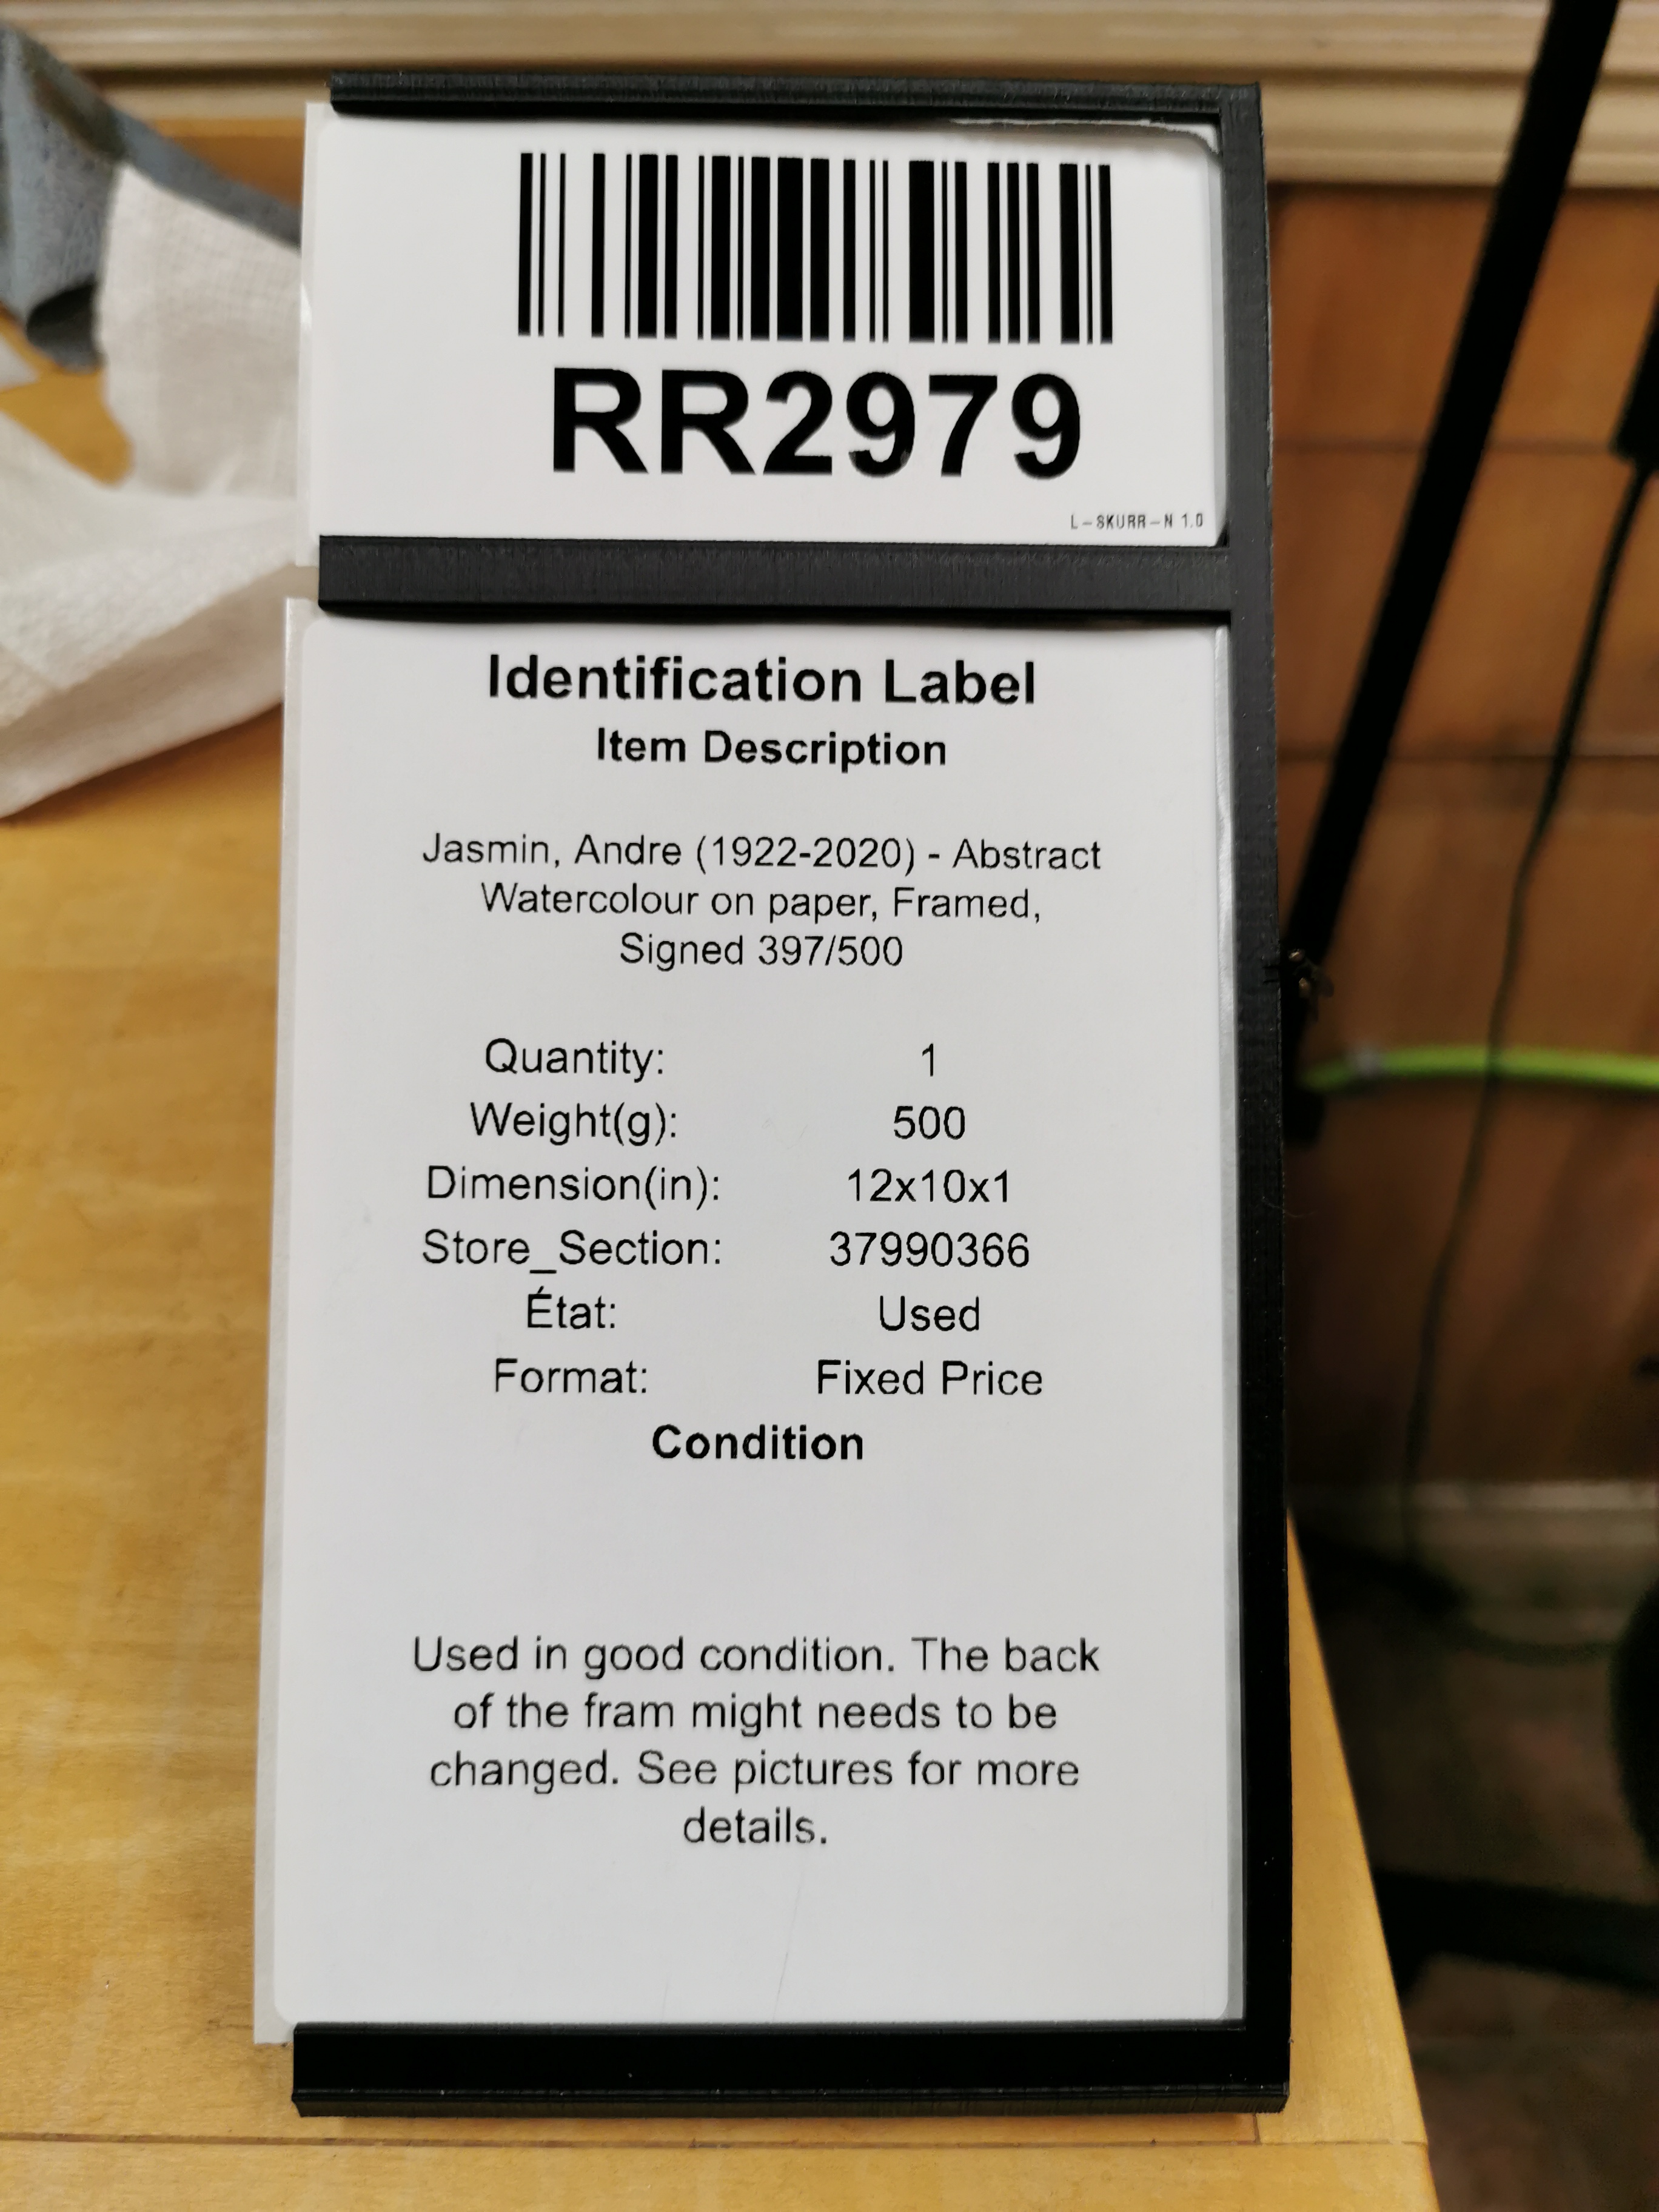 RR2979
L-SKURR-N 1.0
Identification Label
Item Description
Jasmin, Andre (1922-2020) - Abstract
Watercolour on paper, Framed,
Signed 397/500
Quantity: 1
Weight(g): 500
Dimension(in): 12x10x1
Store_Section: 37990366
État: Used
Format: Fixed Price
Condition
Used in good condition. The back
of the fram might needs to be
changed. See pictures for more
details.